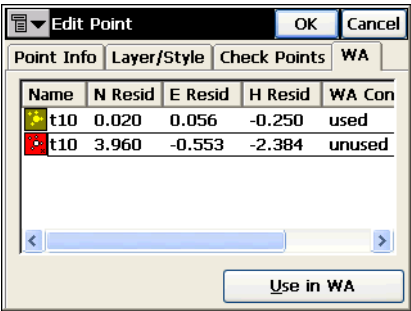 Edit Point OK Cancel
Point Info Layer/Style Check Points WA
Name N Resid E Resid H Resid WA Con
t10 0.020 0.056 -0.250 used
t10 3.960 -0.553 -2.384 unused
Use in WA